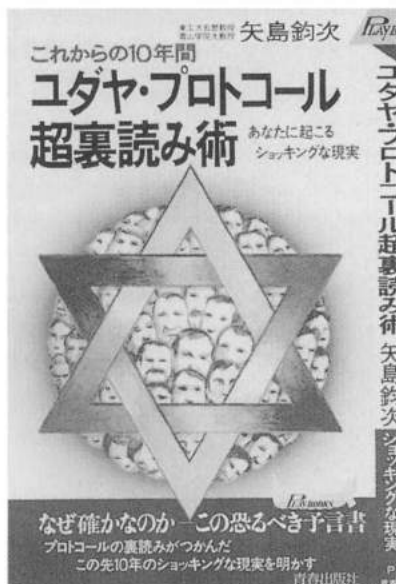 矢島鈞次
これからの10年間
ユダヤ・プロトコール
超裏読み術
あなたに起こる
ショッキングな現実
なぜ確かなのか―この恐るべき予言書
プロトコールの裏読みがつかんだ
この先10年のショッキングな現実を明かす
青春出版社
PLAY BOOKS
ユダヤ・プロトコール超裏読み術
矢島鈞次
ショッキングな現実